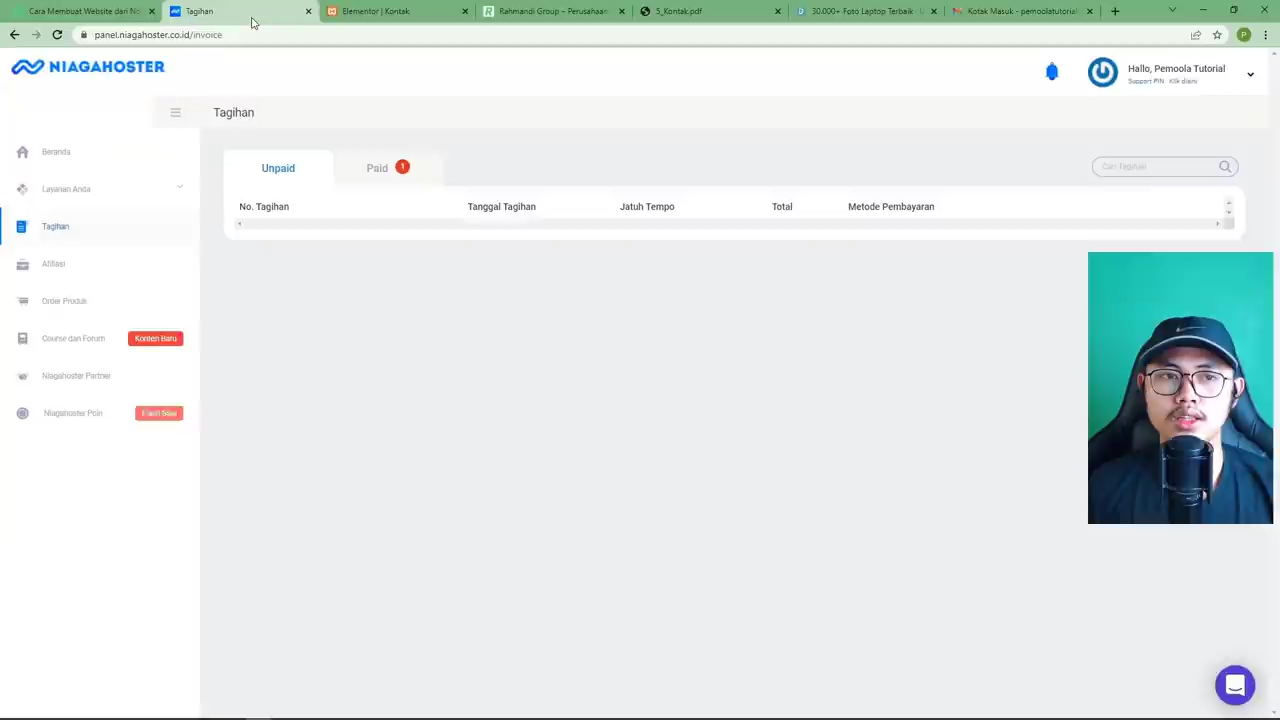 Cara Membuat Website dari No
Tagihan
Elementor | Kontak
Rahmandi Group – Perusahaan
5_Kontak.pdf
30.000+ Foto Laptop Terbaik · U
Kotak Masuk - pemoolatutorial
panel.niagahoster.co.id/invoice
P
NIAGAHOSTER
Hallo, Pemoola Tutorial
Support PIN Klik disini
Tagihan
Beranda
Layanan Anda
Tagihan
Afiliasi
Order Produk
Course dan Forum
Konten Baru
Niagahoster Partner
Niagahoster Poin
Unpaid
Paid 1
Cari Tagihan
No. Tagihan Tanggal Tagihan Jatuh Tempo Total Metode Pembayaran